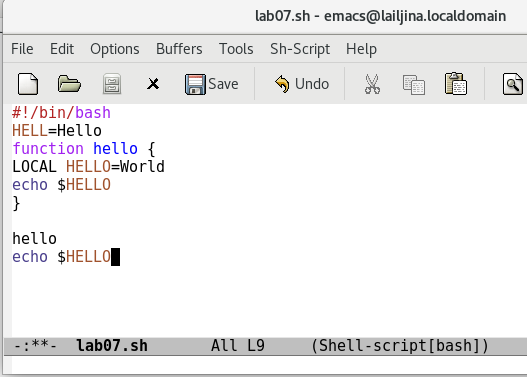 lab07.sh - emacs@lailjina.localdomain
File Edit Options Buffers Tools Sh-Script Help
Save Undo
#!/bin/bash
HELL=Hello
function hello {
LOCAL HELLO=World
echo $HELLO
}
hello
echo $HELLO
-:**- lab07.sh All L9 (Shell-script[bash])